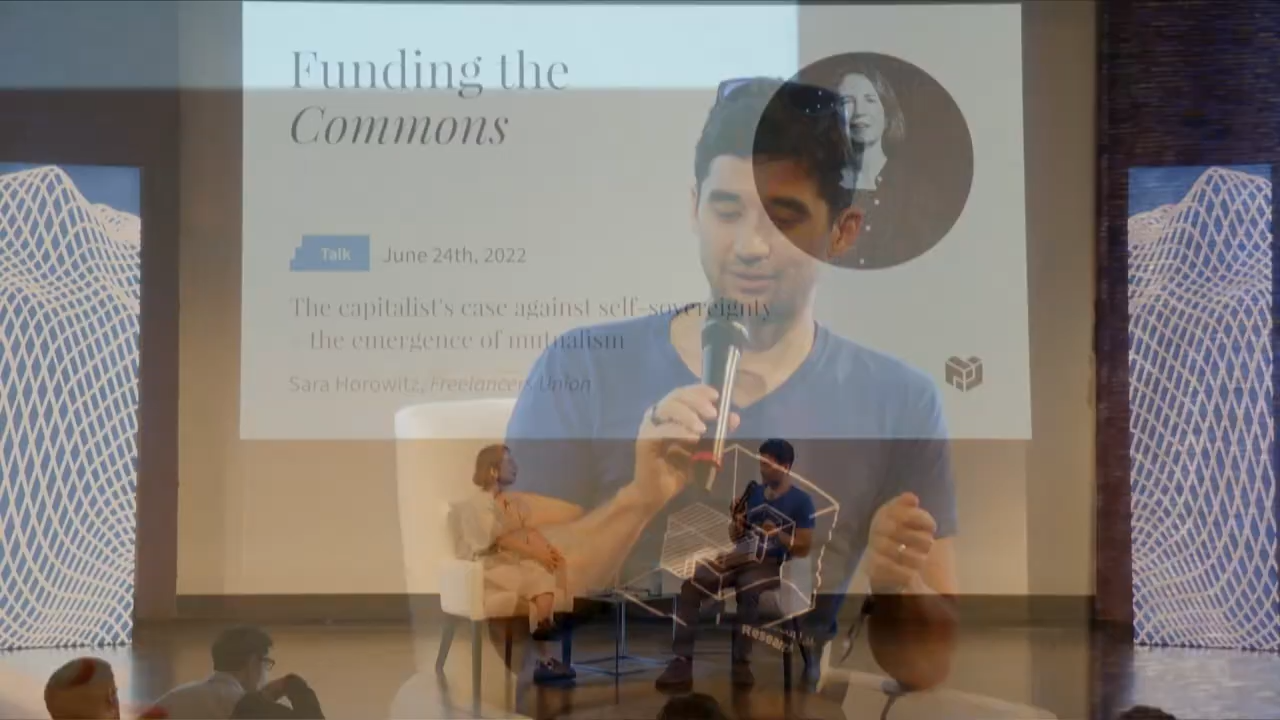 Funding the
Commons
Talk
June 24th, 2022
The capitalist's case against self-sovereignty
- the emergence of mutualism
Sara Horowitz, Freelancers Union
Research